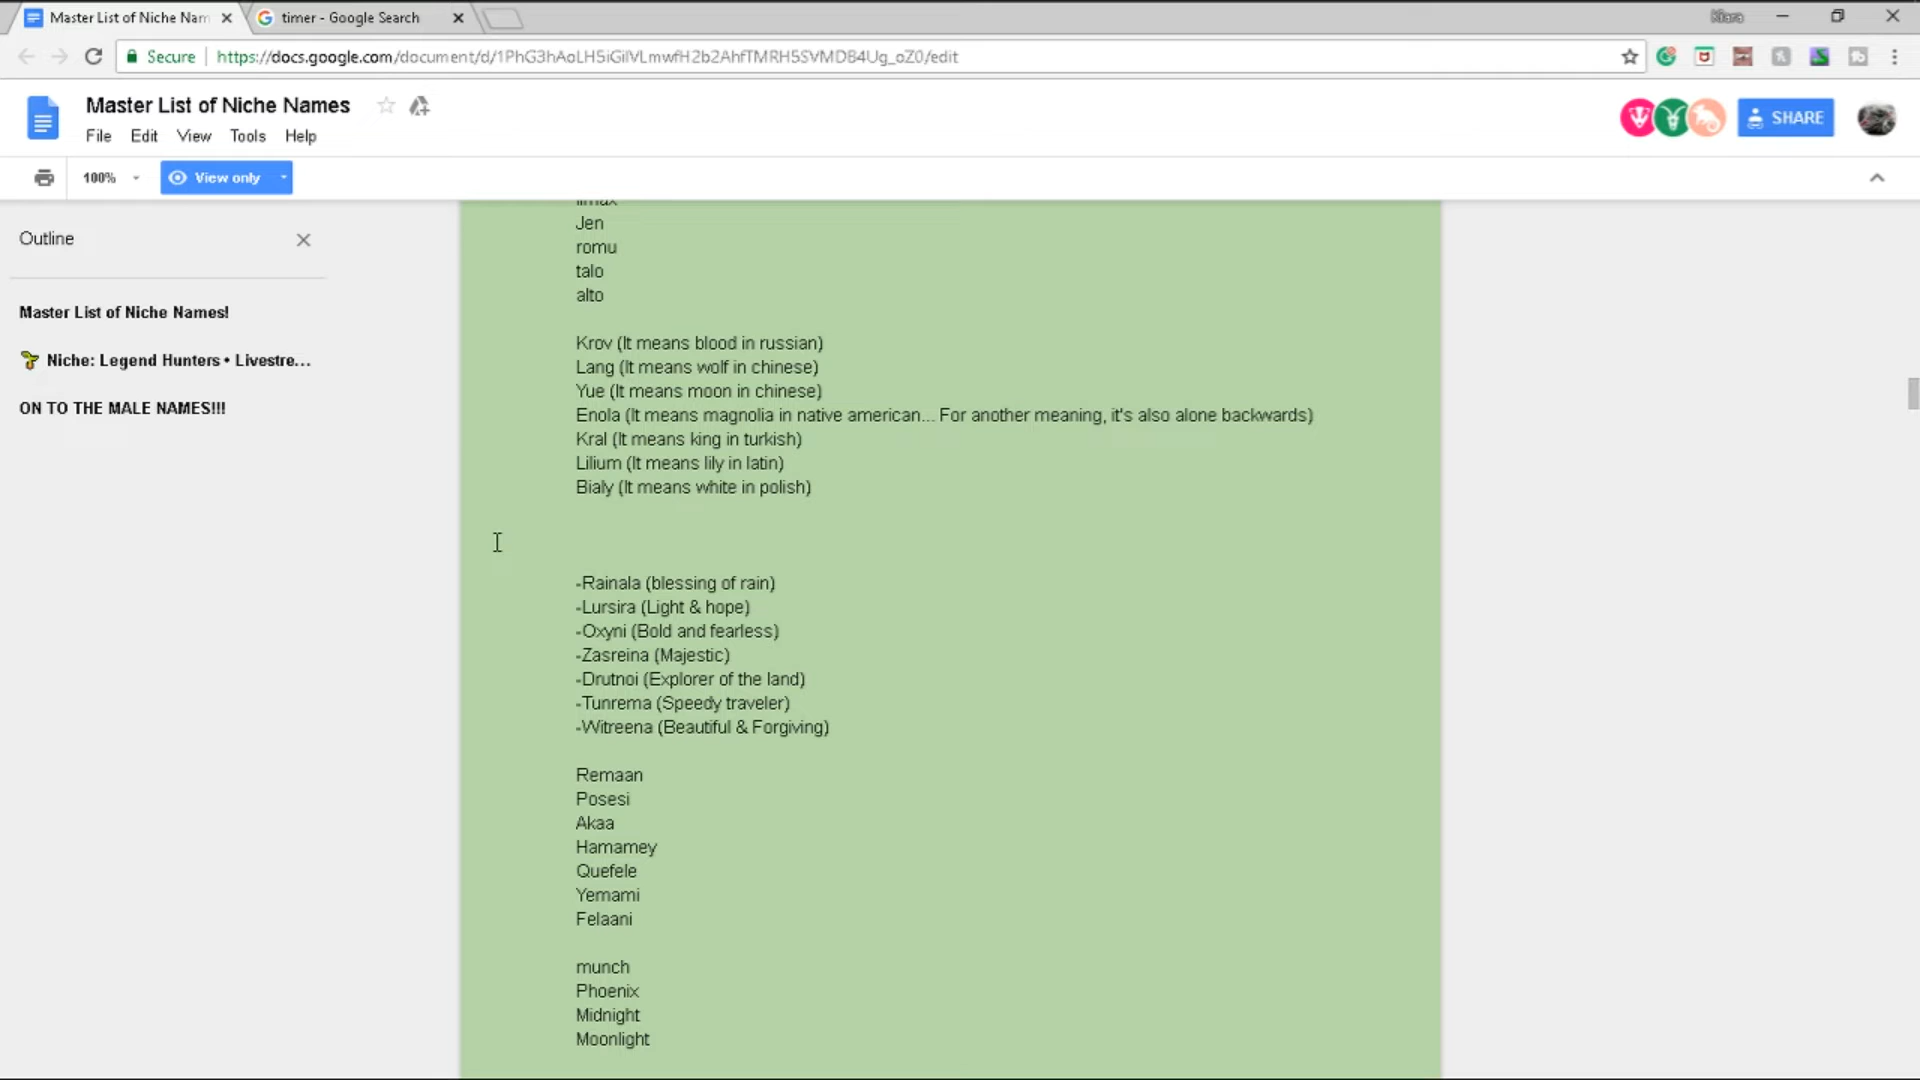 Master List of Niche Nam
timer - Google Search
Kiara
Secure
https://docs.google.com/document/d/1PhG3hAoLH5iGilVLmwfH2b2AhfTMRH5SVMDB4Ug_oZ0/edit
Master List of Niche Names
SHARE
File Edit View Tools Help
100%
View only
Outline
Master List of Niche Names!
Niche: Legend Hunters • Livestre...
ON TO THE MALE NAMES!!!
Jen
romu
talo
alto
Krov (It means blood in russian)
Lang (It means wolf in chinese)
Yue (It means moon in chinese)
Enola (It means magnolia in native american... For another meaning, it's also alone backwards)
Kral (It means king in turkish)
Lilium (It means lily in latin)
Bialy (It means white in polish)
-Rainala (blessing of rain)
-Lursira (Light & hope)
-Oxyni (Bold and fearless)
-Zasreina (Majestic)
-Drutnoi (Explorer of the land)
-Tunrema (Speedy traveler)
-Witreena (Beautiful & Forgiving)
Remaan
Posesi
Akaa
Hamamey
Quefele
Yemami
Felaani
munch
Phoenix
Midnight
Moonlight